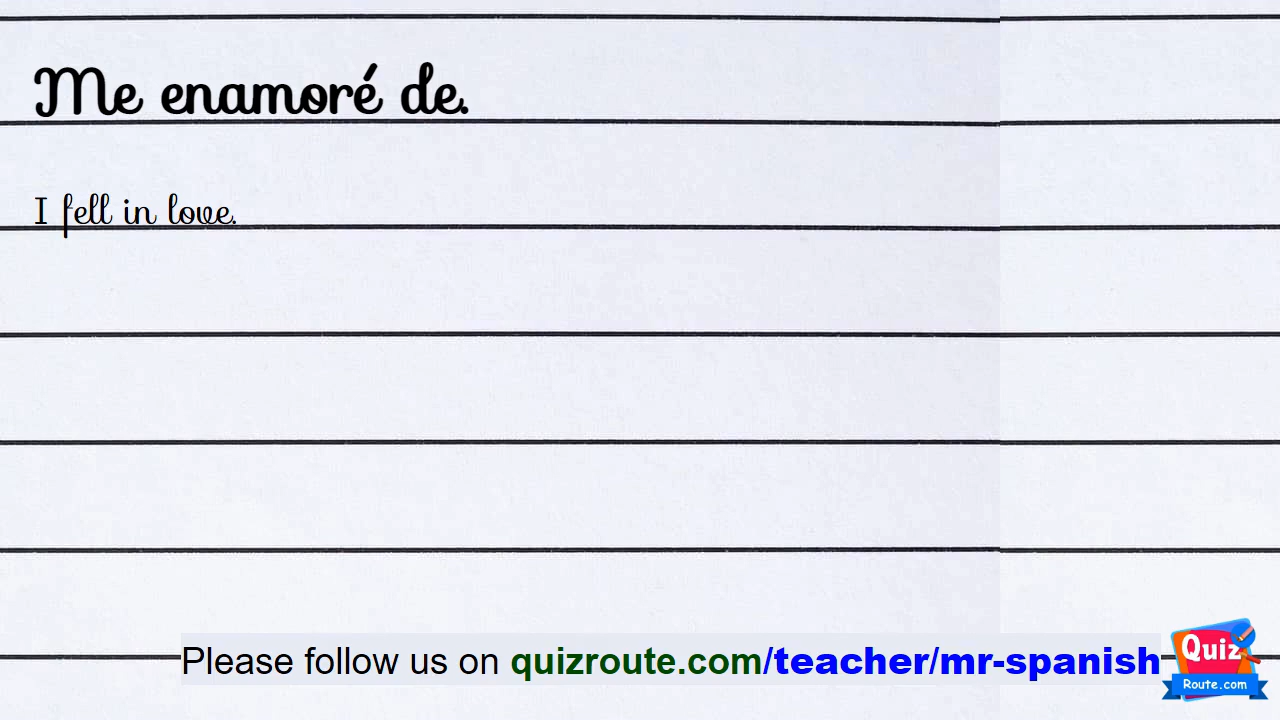 Me enamoré de.
I fell in love.
Please follow us on quizroute.com/teacher/mr-spanish
Quiz
Route.com